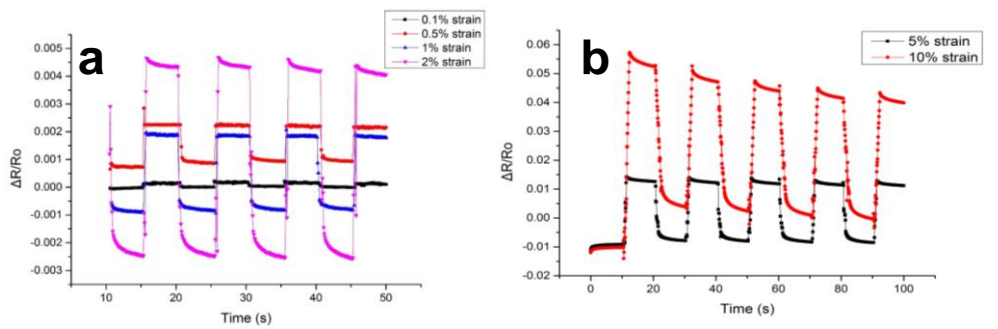 a
0.1% strain
0.5% strain
1% strain
2% strain
0.005
0.004
0.003
0.002
0.001
0.000
-0.001
-0.002
-0.003
ΔR/Ro
10 20 30 40 50
Time (s)
b
5% strain
10% strain
0.06
0.05
0.04
0.03
0.02
0.01
0.00
-0.01
-0.02
ΔR/Ro
0 20 40 60 80 100
Time (s)